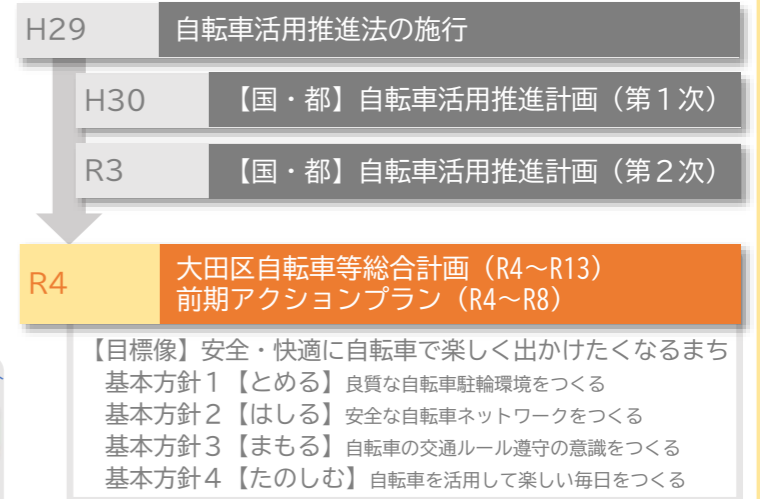 H29 自転車活用推進法の施行
H30 【国・都】自転車活用推進計画（第１次）
R3 【国・都】自転車活用推進計画（第２次）
R4 大田区自転車等総合計画（R4～R13）
前期アクションプラン（R4～R8）
【目標像】安全・快適に自転車で楽しく出かけたくなるまち
基本方針１【とめる】良質な自転車駐輪環境をつくる
基本方針２【はしる】安全な自転車ネットワークをつくる
基本方針３【まもる】自転車の交通ルール遵守の意識をつくる
基本方針４【たのしむ】自転車を活用して楽しい毎日をつくる